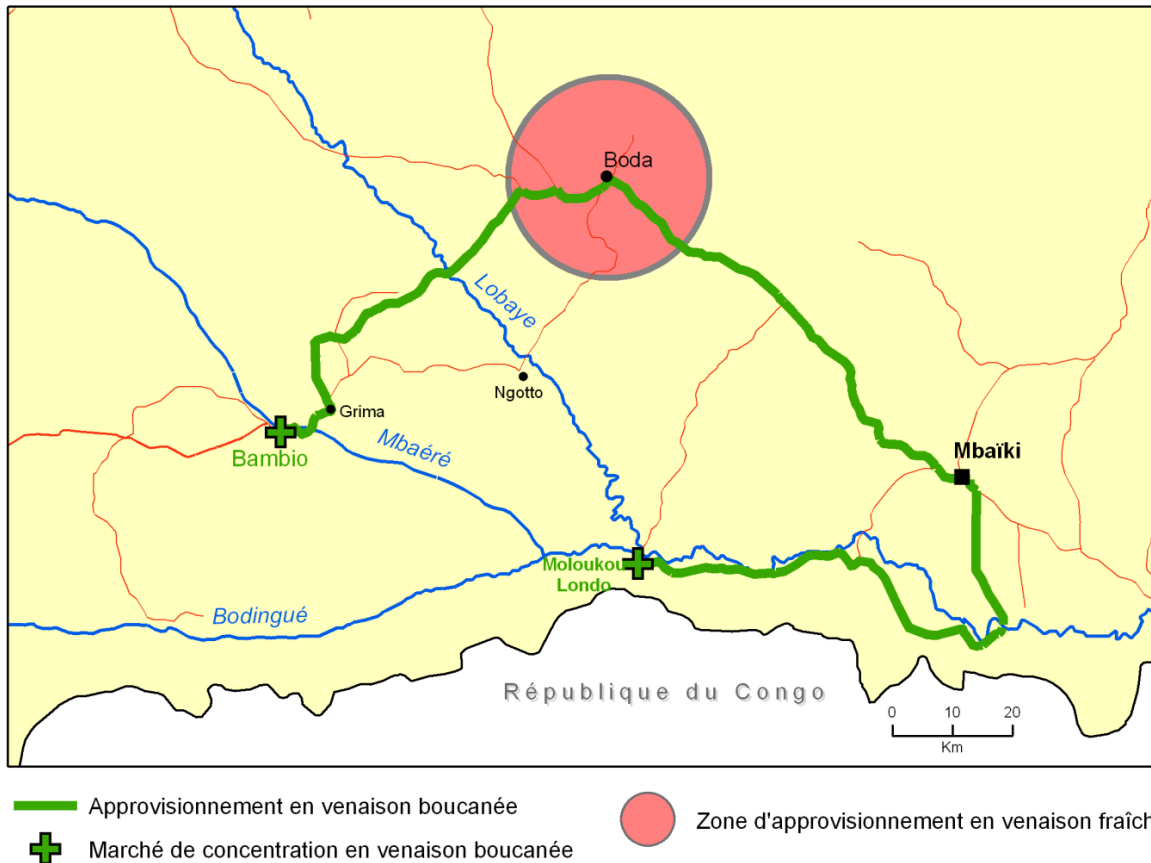 Boda
Lobaye
Ngotto
Grima
Bambio
Mbaéré
Mbaïki
Moloukou
Londo
Bodingué
République du Congo
0 10 20
Km
Approvisionnement en venaison boucanée
Zone d'approvisionnement en venaison fraîch
Marché de concentration en venaison boucanée